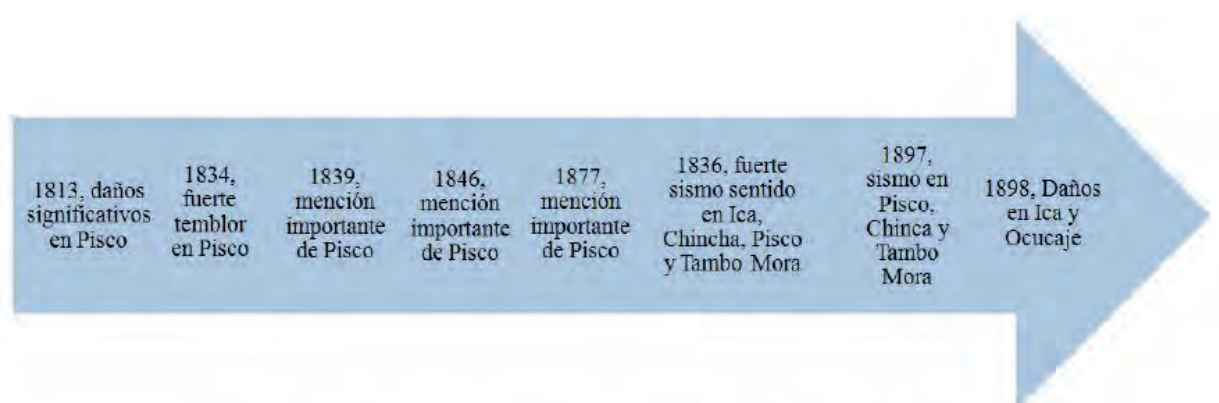 1813, daños
significativos
en Pisco
1834,
fuerte
temblor
en Pisco
1839,
mención
importante
de Pisco
1846,
mención
importante
de Pisco
1877,
mención
importante
de Pisco
1836, fuerte
sismo sentido
en Ica,
Chincha, Pisco
y Tambo Mora
1897,
sismo en
Pisco,
Chinca y
Tambo
Mora
1898, Daños
en Ica y
Ocucaje